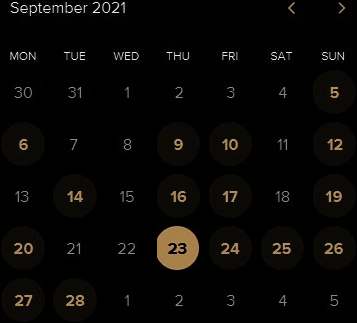 September 2021
MON TUE WED THU FRI SAT SUN
30 31 1 2 3 4 5
6 7 8 9 10 11 12
13 14 15 16 17 18 19
20 21 22 23 24 25 26
27 28 1 2 3 4 5